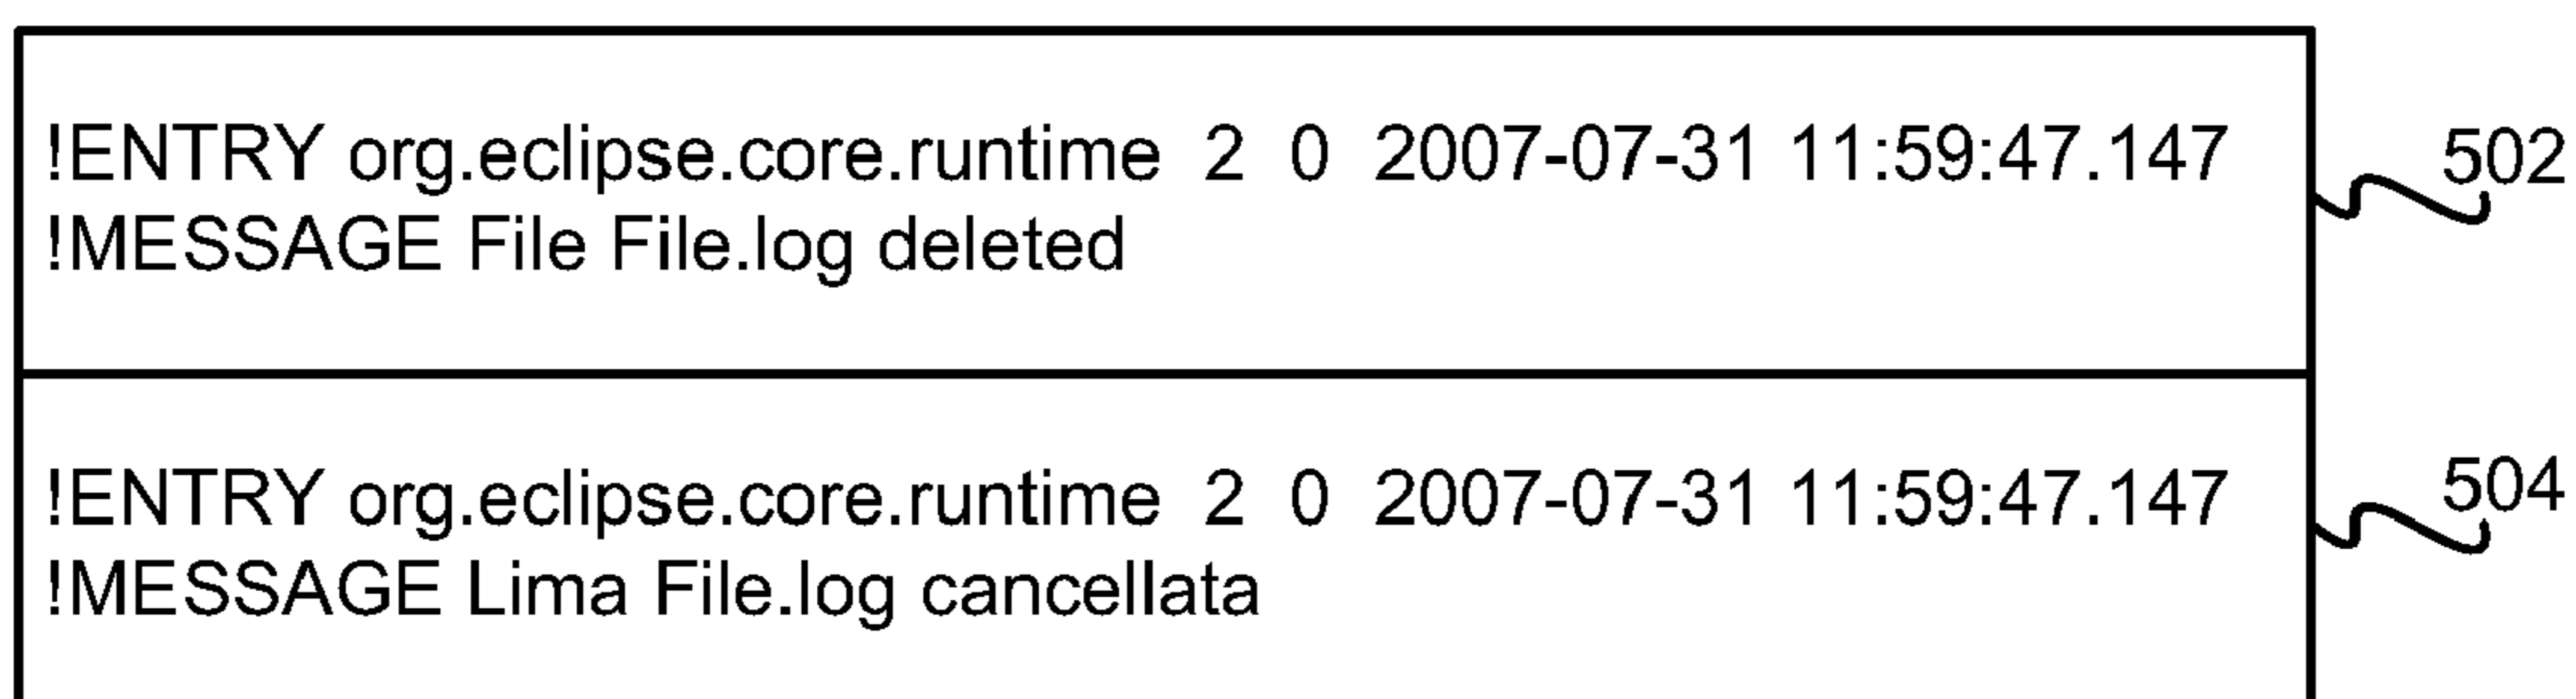 !ENTRY org.eclipse.core.runtime 2 0 2007-07-31 11:59:47.147
502
!MESSAGE File File.log deleted
!ENTRY org.eclipse.core.runtime 2 0 2007-07-31 11:59:47.147
504
!MESSAGE Lima File.log cancellata